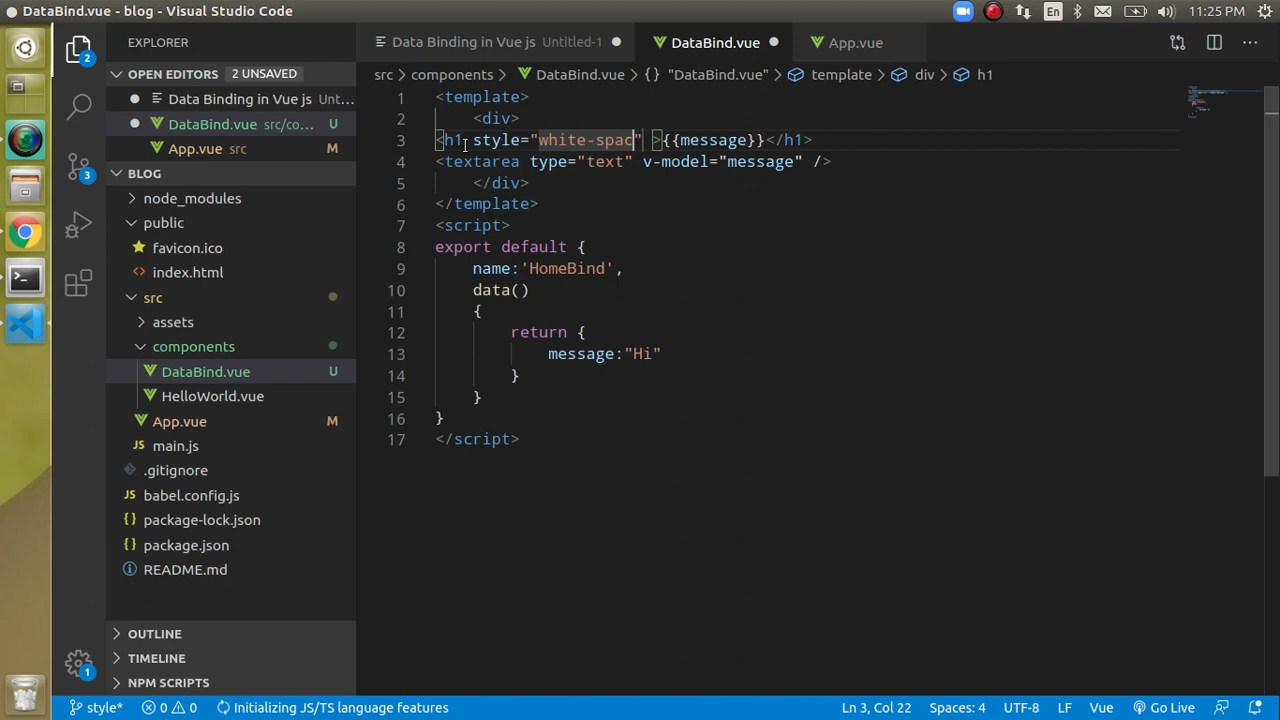 DataBind.vue - blog - Visual Studio Code
En
11:25 PM
EXPLORER
Data Binding in Vue js Untitled-1
DataBind.vue
App.vue
OPEN EDITORS 2 UNSAVED
src > components > DataBind.vue > {} "DataBind.vue" > template > div > h1
Data Binding in Vue js Unt...
DataBind.vue src/co... U
App.vue src M
BLOG
node_modules
public
favicon.ico
index.html
src
assets
components
DataBind.vue U
HelloWorld.vue
App.vue M
JS main.js
.gitignore
JS babel.config.js
{} package-lock.json
{} package.json
README.md
OUTLINE
TIMELINE
NPM SCRIPTS
2
3
1
1 <template>
2 <div>
3 <h1 style="white-spac" >{{message}}</h1>
4 <textarea type="text" v-model="message" />
5 </div>
6 </template>
7 <script>
8 export default {
9 name:'HomeBind',
10 data()
11 {
12 return {
13 message:"Hi"
14 }
15 }
16 }
17 </script>
style* 0 0 Initializing JS/TS language features
Ln 3, Col 22 Spaces: 4 UTF-8 LF Vue Go Live